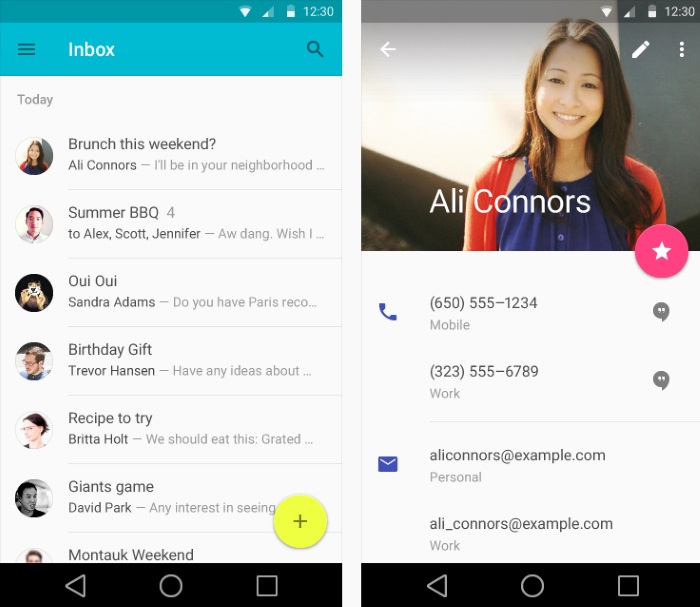 12:30
Inbox
Today
Brunch this weekend?
Ali Connors — I'll be in your neighborhood ...
Summer BBQ 4
to Alex, Scott, Jennifer — Aw dang. Wish I ...
Oui Oui
Sandra Adams — Do you have Paris reco...
Birthday Gift
Trevor Hansen — Have any ideas about ...
Recipe to try
Britta Holt — We should eat this: Grated ...
Giants game
David Park — Any interest in seeing
Montauk Weekend
12:30
Ali Connors
(650) 555–1234
Mobile
(323) 555–6789
Work
aliconnors@example.com
Personal
ali_connors@example.com
Work